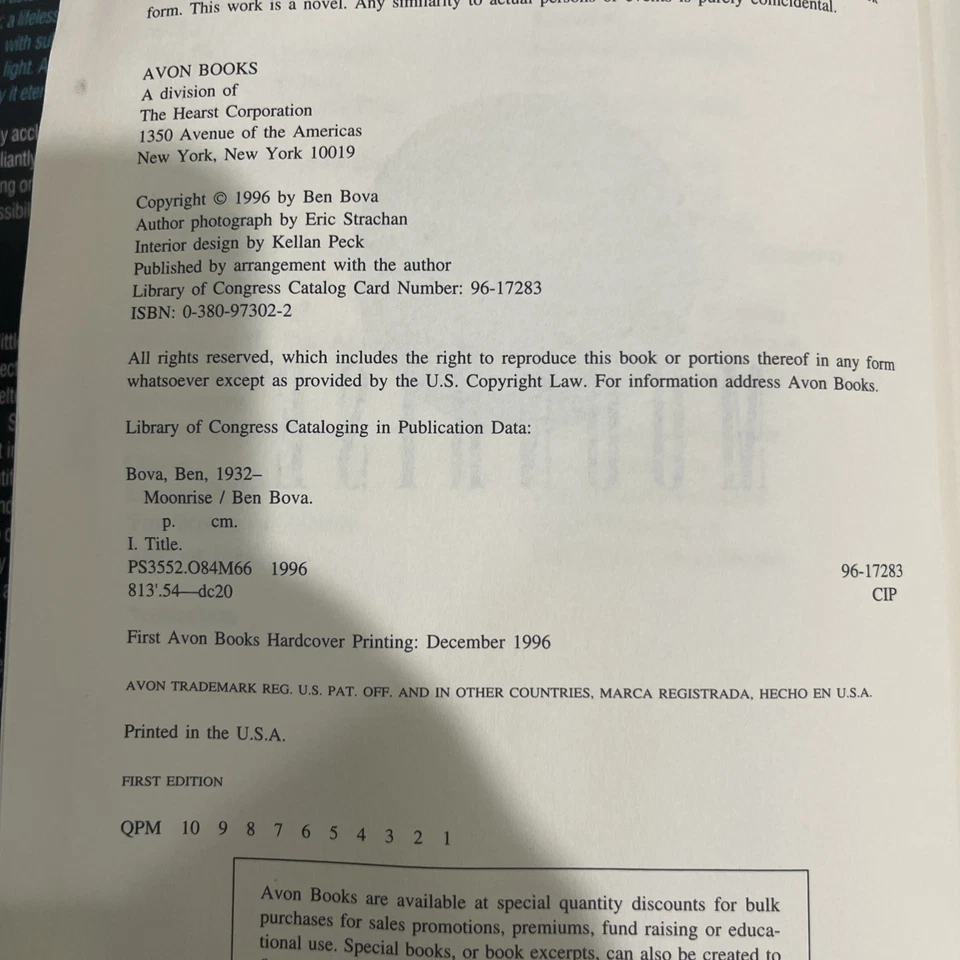 form. This work is a novel. Any similarity to actual persons or events is purely coincidental.
AVON BOOKS
A division of
The Hearst Corporation
1350 Avenue of the Americas
New York, New York 10019
Copyright © 1996 by Ben Bova
Author photograph by Eric Strachan
Interior design by Kellan Peck
Published by arrangement with the author
Library of Congress Catalog Card Number: 96-17283
ISBN: 0-380-97302-2
All rights reserved, which includes the right to reproduce this book or portions thereof in any form
whatsoever except as provided by the U.S. Copyright Law. For information address Avon Books.
Library of Congress Cataloging in Publication Data:
Bova, Ben, 1932–
Moonrise / Ben Bova.
p. cm.
I. Title.
PS3552.O84M66 1996 96-17283
813'.54—dc20 CIP
First Avon Books Hardcover Printing: December 1996
AVON TRADEMARK REG. U.S. PAT. OFF. AND IN OTHER COUNTRIES, MARCA REGISTRADA, HECHO EN U.S.A.
Printed in the U.S.A.
FIRST EDITION
QPM 10 9 8 7 6 5 4 3 2 1
Avon Books are available at special quantity discounts for bulk
purchases for sales promotions, premiums, fund raising or educa-
tional use. Special books, or book excerpts, can also be created to